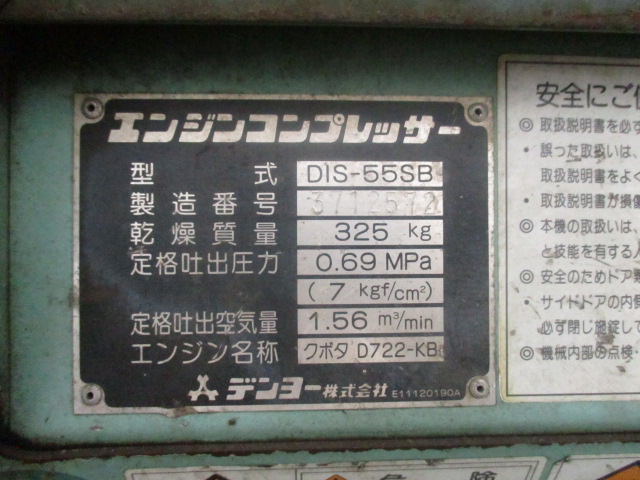 エンジンコンプレッサー
型式 DIS-55SB
製造番号 3712572
乾燥質量 325 kg
定格吐出圧力 0.69 MPa
(7 kgf/cm²)
定格吐出空気量 1.56 m³/min
エンジン名称 クボタ D722-KB
デンヨー株式会社 E11120190A
安全にご使
◎ 取扱説明書を必ず
・ 誤った取扱いは、
取扱説明書をよく
・ 取扱説明書が損傷
◎ 本機の取扱いは、
と技能を有する人
◎ 安全のためドア類
・ サイドドアの内側
必ず閉じ施錠して
◎ 機械内部の点検・
危 険